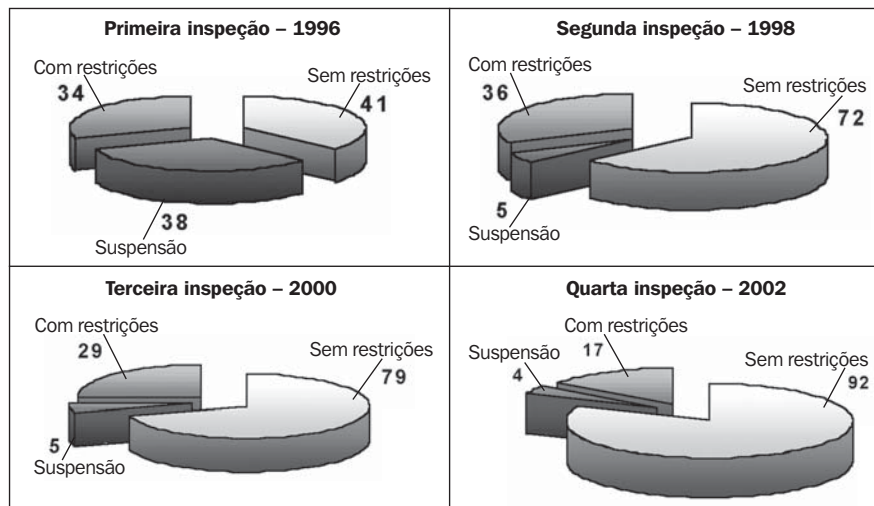 Primeira inspeção – 1996
Com restrições
34
Sem restrições
41
38
Suspensão
Segunda inspeção – 1998
Com restrições
36
Sem restrições
72
5
Suspensão
Terceira inspeção – 2000
Com restrições
29
Sem restrições
79
5
Suspensão
Quarta inspeção – 2002
Com restrições
17
Suspensão
4
Sem restrições
92